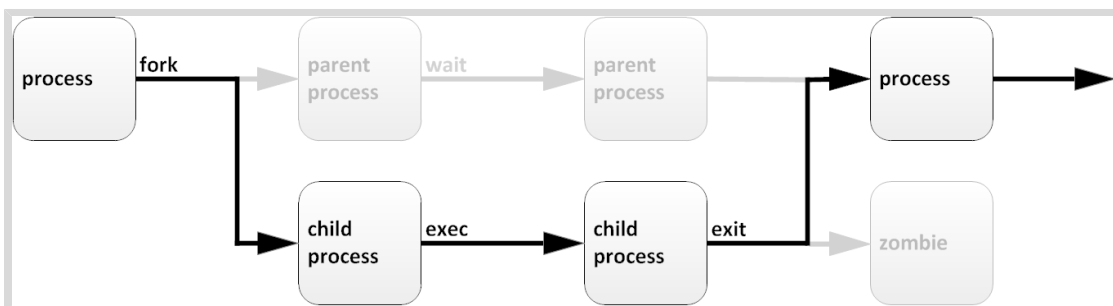 process
fork
parent
process
wait
parent
process
process
child
process
exec
child
process
exit
zombie